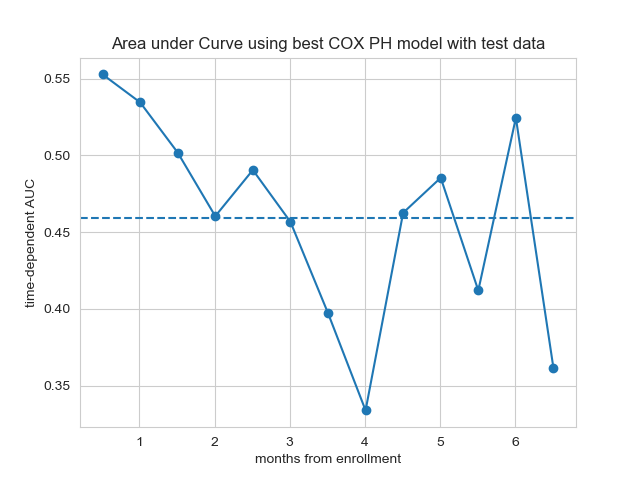 Area under Curve using best COX PH model with test data
time-dependent AUC
0.55
0.50
0.45
0.40
0.35
1 2 3 4 5 6
months from enrollment